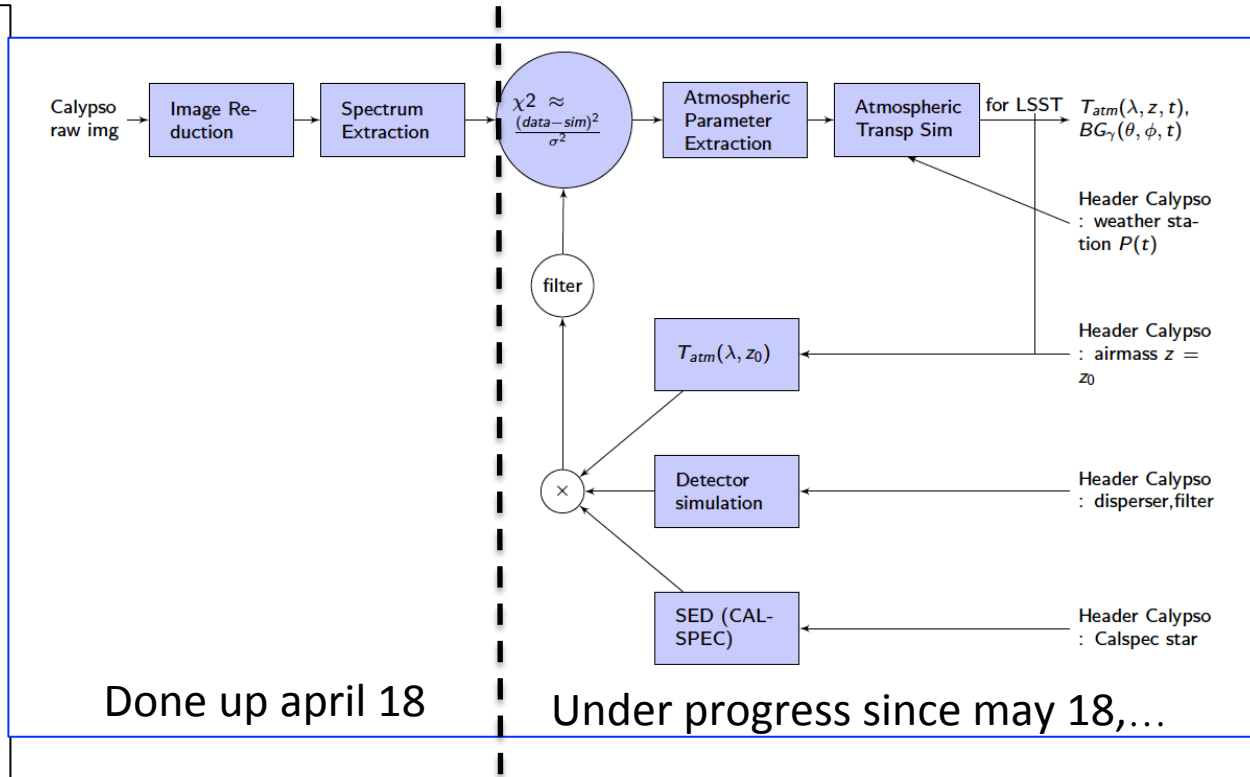 Calypso
raw img
Image Re-
duction
Spectrum
Extraction
χ2 ≈
(data−sim)²
σ²
Atmospheric
Parameter
Extraction
Atmospheric
Transp Sim
for LSST
T_atm(λ, z, t),
BG_γ(θ, φ, t)
Header Calypso
: weather sta-
tion P(t)
filter
T_atm(λ, z₀)
Header Calypso
: airmass z =
z₀
×
Detector
simulation
Header Calypso
: disperser,filter
SED (CAL-
SPEC)
Header Calypso
: Calspec star
Done up april 18
Under progress since may 18,...